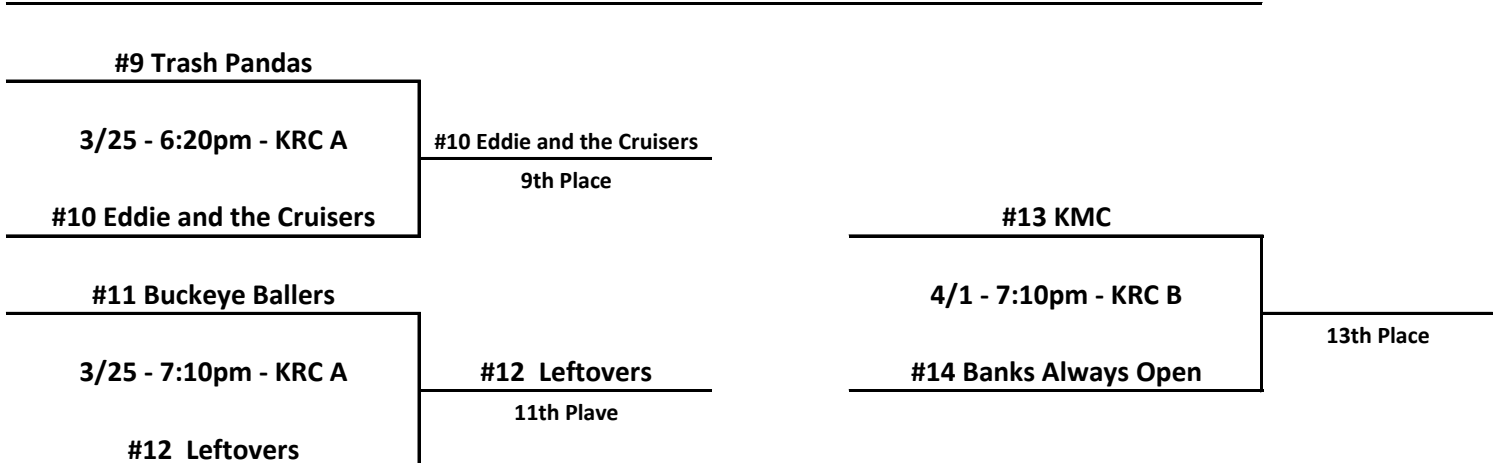 #9 Trash Pandas
3/25 - 6:20pm - KRC A
#10 Eddie and the Cruisers
9th Place
#10 Eddie and the Cruisers
#13 KMC
#11 Buckeye Ballers
4/1 - 7:10pm - KRC B
13th Place
3/25 - 7:10pm - KRC A
#12 Leftovers
#14 Banks Always Open
11th Plave
#12 Leftovers